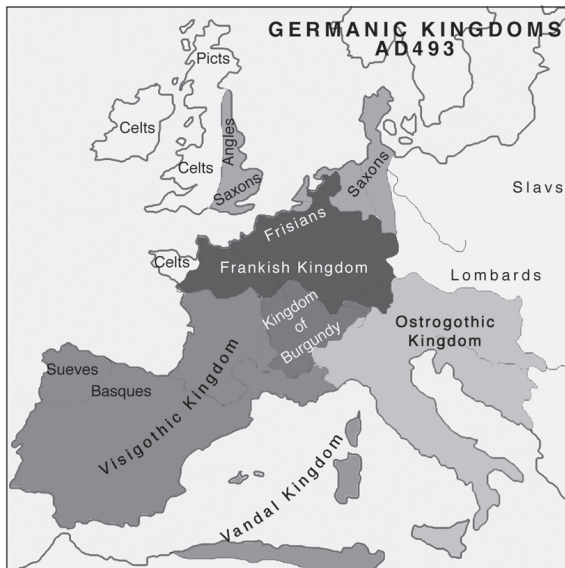 GERMANIC KINGDOMS
AD493
Picts
Celts
Angles
Celts
Saxons
Saxons
Slavs
Frisians
Celts
Frankish Kingdom
Lombards
Kingdom
of
Burgundy
Ostrogothic
Kingdom
Sueves
Basques
Visigothic Kingdom
Vandal Kingdom